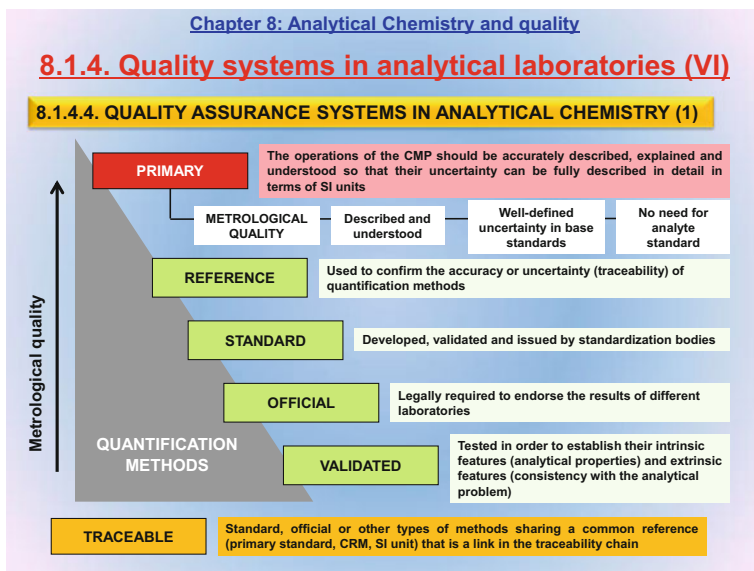 Chapter 8: Analytical Chemistry and quality
8.1.4. Quality systems in analytical laboratories (VI)
8.1.4.4. QUALITY ASSURANCE SYSTEMS IN ANALYTICAL CHEMISTRY (1)
PRIMARY
The operations of the CMP should be accurately described, explained and
understood so that their uncertainty can be fully described in detail in
terms of SI units
METROLOGICAL
QUALITY
Described and
understood
Well-defined
uncertainty in base
standards
No need for
analyte
standard
Metrological quality
REFERENCE
Used to confirm the accuracy or uncertainty (traceability) of
quantification methods
STANDARD
Developed, validated and issued by standardization bodies
OFFICIAL
Legally required to endorse the results of different
laboratories
QUANTIFICATION
METHODS
VALIDATED
Tested in order to establish their intrinsic
features (analytical properties) and extrinsic
features (consistency with the analytical
problem)
TRACEABLE
Standard, official or other types of methods sharing a common reference
(primary standard, CRM, SI unit) that is a link in the traceability chain